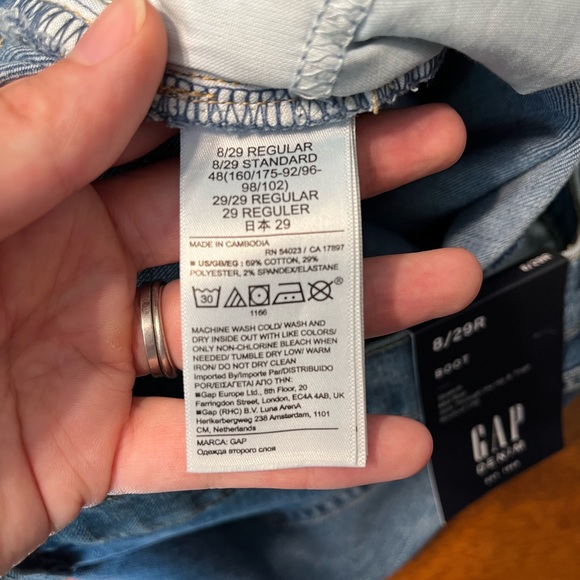 8/29 REGULAR
8/29 STANDARD
48(160/175-92/96-
98/102)
29/29 REGULAR
29 REGULER
日本 29
MADE IN CAMBODIA
RN 54023 / CA 17897
■ US/GB/EG : 69% COTTON, 29%
POLYESTER, 2% SPANDEX/ELASTANE
30
1166
MACHINE WASH COLD/ WASH AND
DRY INSIDE OUT WITH LIKE COLORS/
ONLY NON-CHLORINE BLEACH WHEN
NEEDED/ TUMBLE DRY LOW/ WARM
IRON/ DO NOT DRY CLEAN
Imported By/Importe Par/DISTRIBUIDO
POR/ΕΙΣΑΓΕΤΑΙ ΑΠΟ ΤΗΝ:
■Gap Europe Ltd., 8th Floor, 20
Farringdon Street, London, EC4A 4AB, UK
■Gap (RHC) B.V. Luna ArenA
Herikerbergweg 238 Amsterdam, 1101
CM, Netherlands
MARCA: GAP
Одежда второго слоя
8/29R
8/29R
BOOT
GAP
DENIM